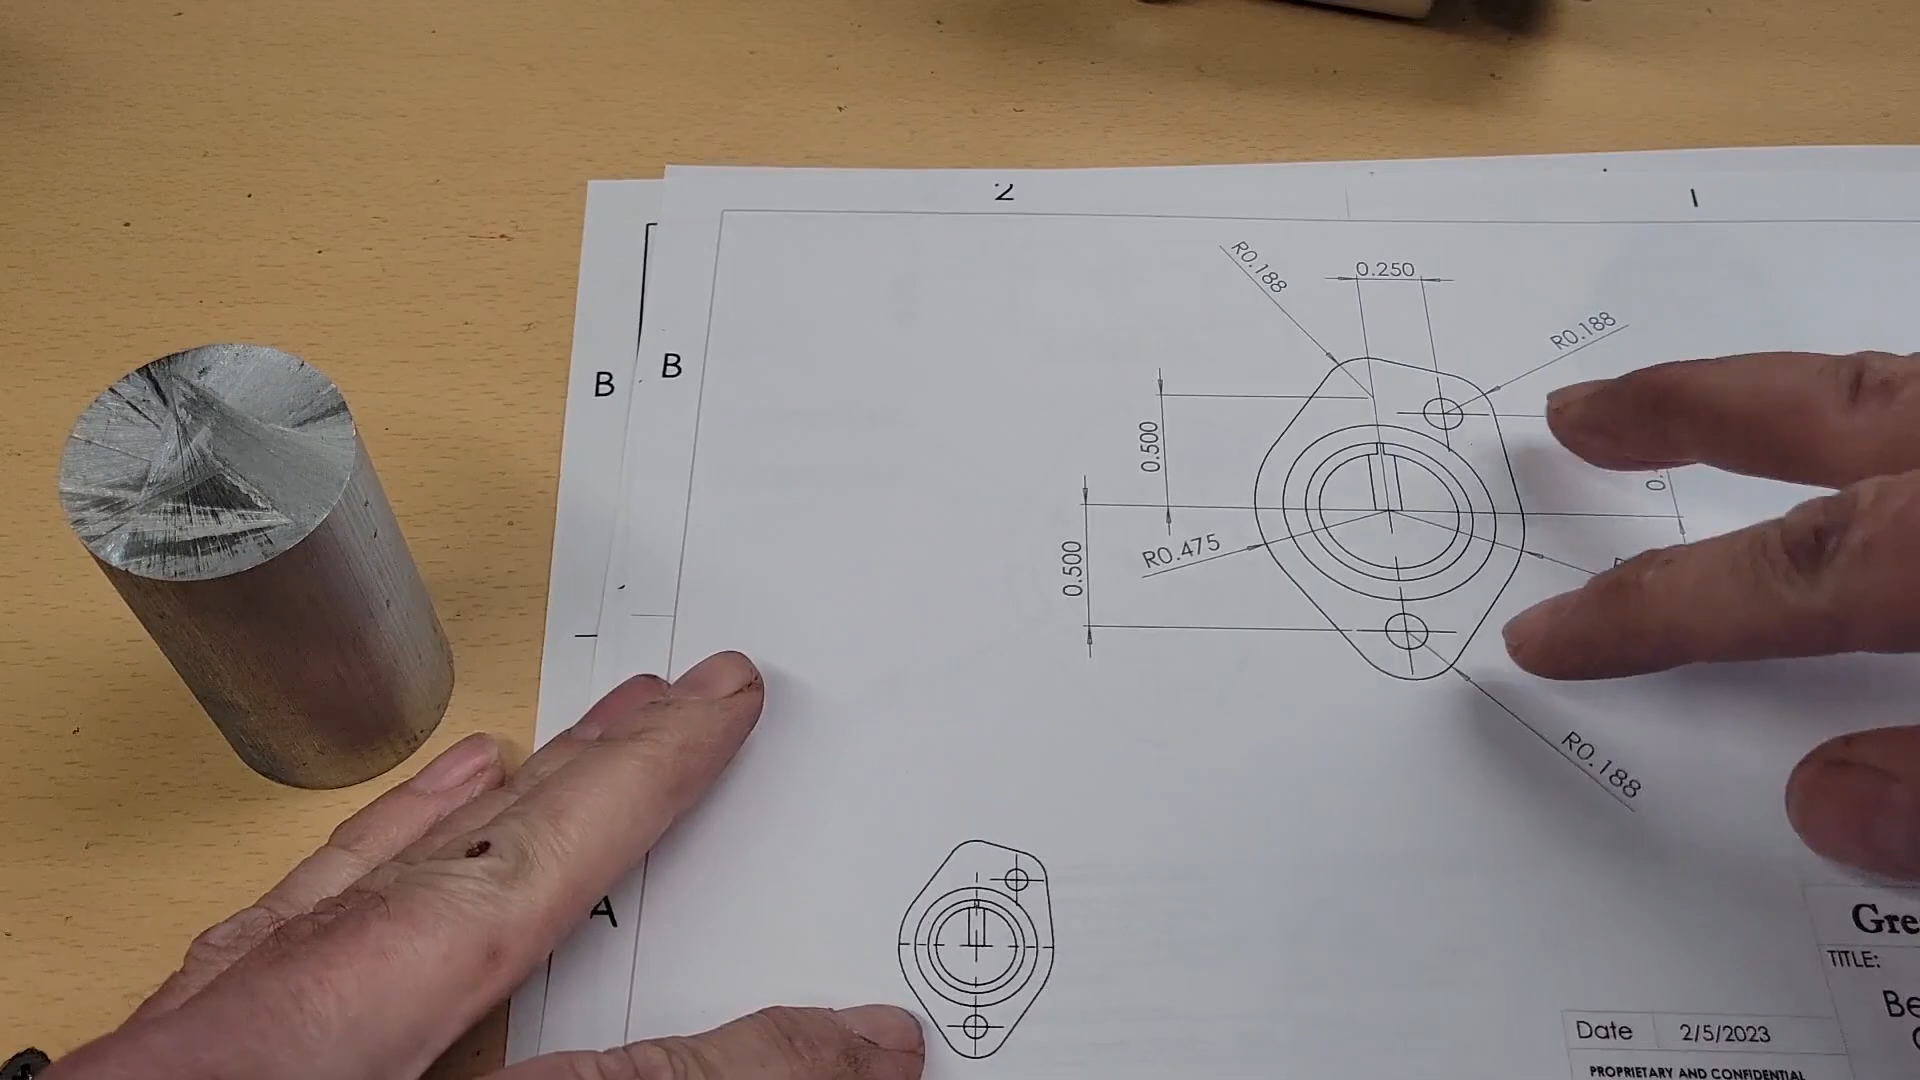 2
1
B
B
R0.188
0.250
R0.188
0.500
R0.475
0.500
R0.188
A
Gre
TITLE:
Be
Date 2/5/2023
PROPRIETARY AND CONFIDENTIAL